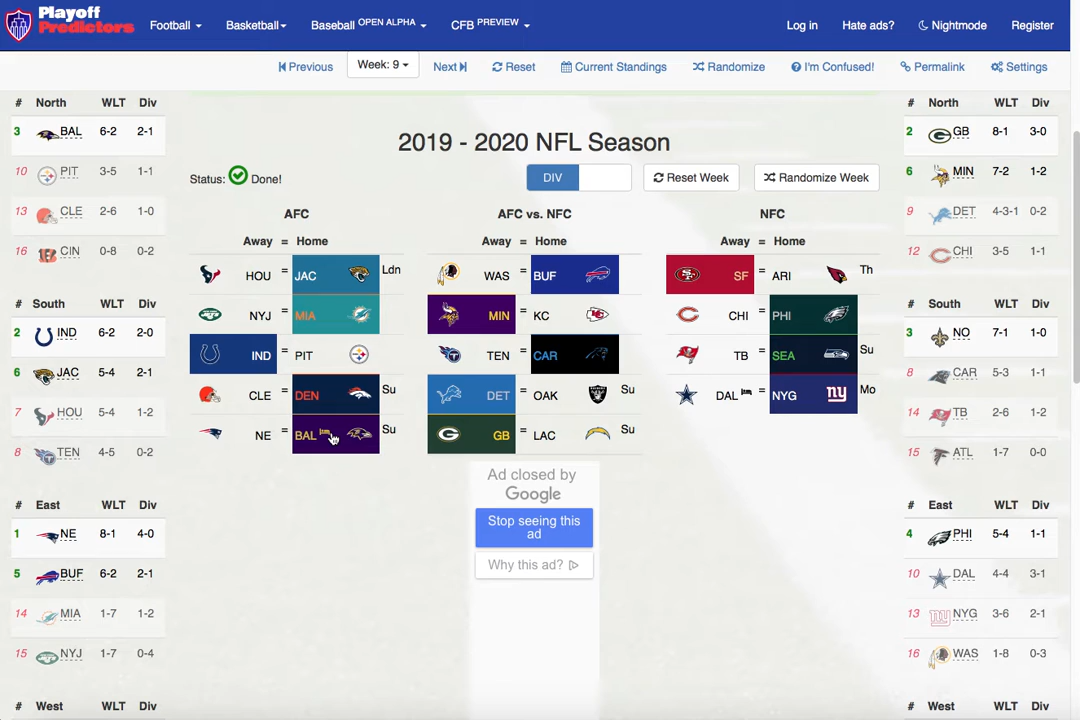 Playoff
Predictors
Football
Basketball
Baseball OPEN ALPHA
CFB PREVIEW
Log in
Hate ads?
Nightmode
Register
Previous
Week: 9
Next
Reset
Current Standings
Randomize
I'm Confused!
Permalink
Settings
# North WLT Div
3 BAL 6-2 2-1
10 PIT 3-5 1-1
13 CLE 2-6 1-0
16 CIN 0-8 0-2
# South WLT Div
2 IND 6-2 2-0
6 JAC 5-4 2-1
7 HOU 5-4 1-2
8 TEN 4-5 0-2
# East WLT Div
1 NE 8-1 4-0
5 BUF 6-2 2-1
14 MIA 1-7 1-2
15 NYJ 1-7 0-4
# West WLT Div
2019 - 2020 NFL Season
Status: Done!
DIV
Reset Week
Randomize Week
AFC
Away = Home
HOU = JAC Ldn
NYJ = MIA
IND = PIT
CLE = DEN Su
NE = BAL Su
AFC vs. NFC
Away = Home
WAS = BUF
MIN = KC
TEN = CAR
DET = OAK Su
GB = LAC Su
NFC
Away = Home
SF = ARI Th
CHI = PHI
TB = SEA Su
DAL = NYG Mo
Ad closed by
Google
Stop seeing this
ad
Why this ad?
# North WLT Div
2 GB 8-1 3-0
6 MIN 7-2 1-2
9 DET 4-3-1 0-2
12 CHI 3-5 1-1
# South WLT Div
3 NO 7-1 1-0
8 CAR 5-3 1-1
14 TB 2-6 1-2
15 ATL 1-7 0-0
# East WLT Div
4 PHI 5-4 1-1
10 DAL 4-4 3-1
13 NYG 3-6 2-1
16 WAS 1-8 0-3
# West WLT Div